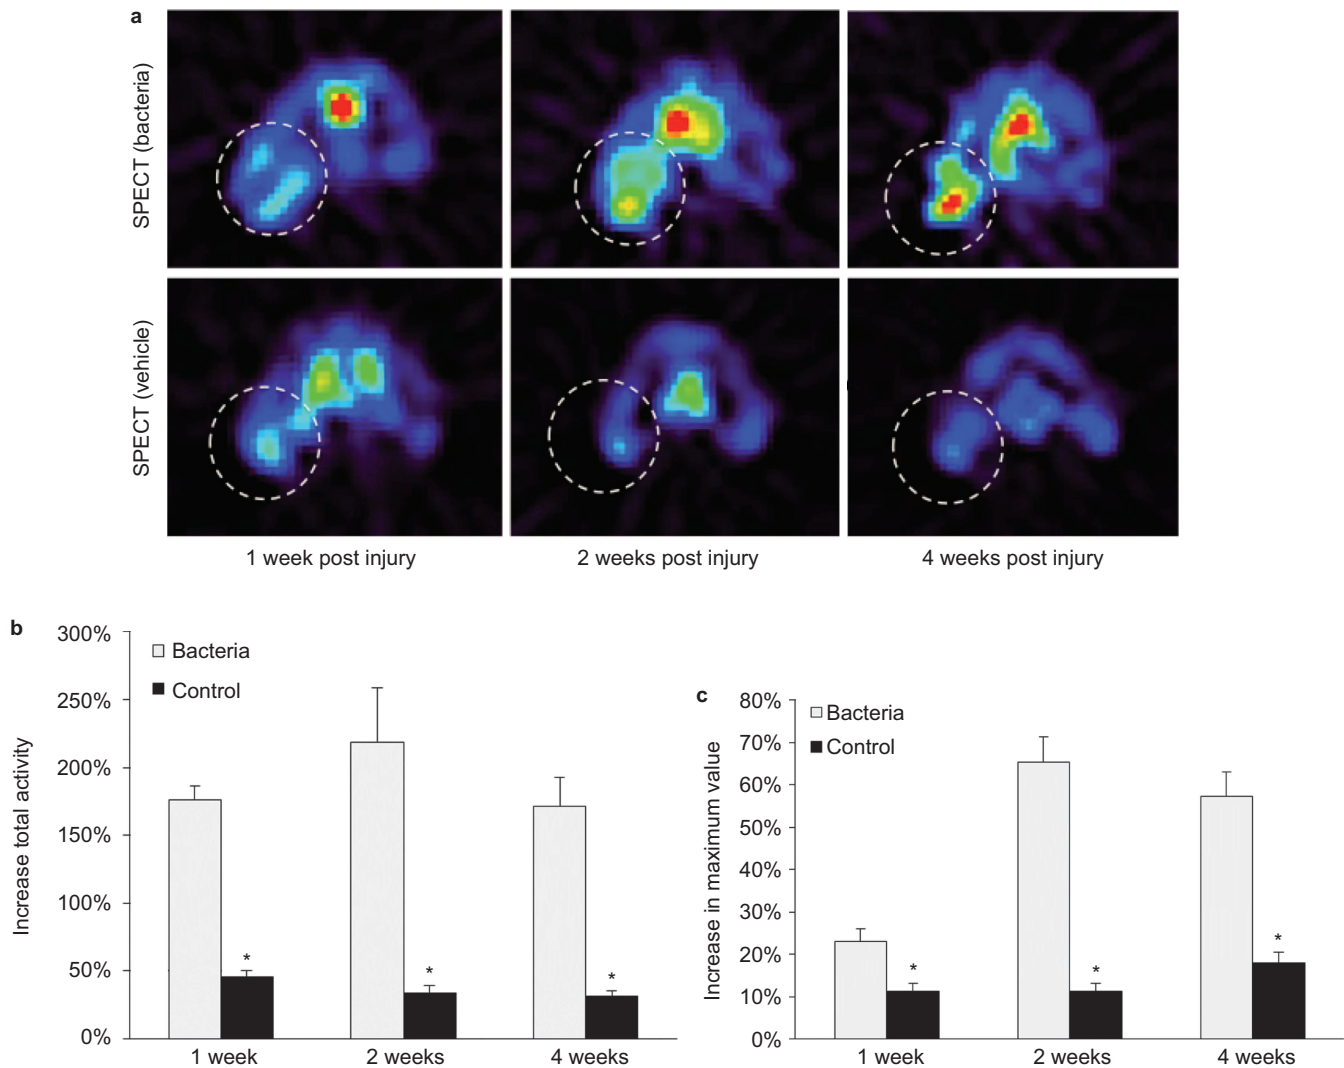 a
SPECT (bacteria)
SPECT (vehicle)
1 week post injury
2 weeks post injury
4 weeks post injury
b
Increase total activity
300%
250%
200%
150%
100%
50%
0%
Bacteria
Control
*
*
*
1 week
2 weeks
4 weeks
c
Increase in maximum value
80%
70%
60%
50%
40%
30%
20%
10%
0%
Bacteria
Control
*
*
*
1 week
2 weeks
4 weeks